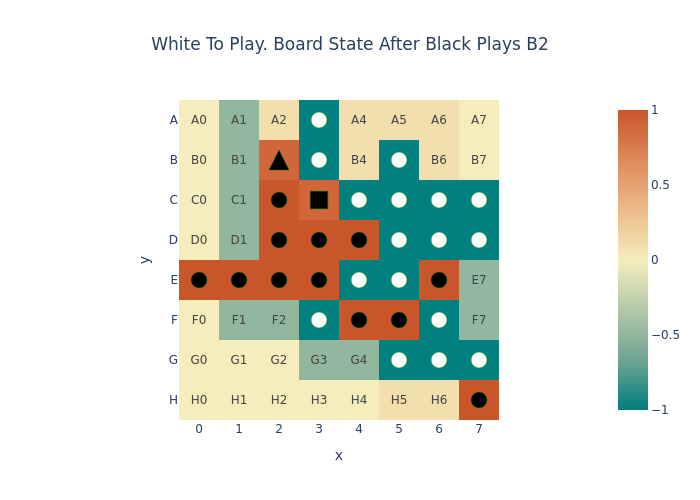 White To Play. Board State After Black Plays B2
A A0 A1 A2 A4 A5 A6 A7
B B0 B1 B4 B6 B7
C C0 C1
D D0 D1
E E7
F F0 F1 F2 F7
G G0 G1 G2 G3 G4
H H0 H1 H2 H3 H4 H5 H6
0 1 2 3 4 5 6 7
x
y
1
0.5
0
−0.5
−1